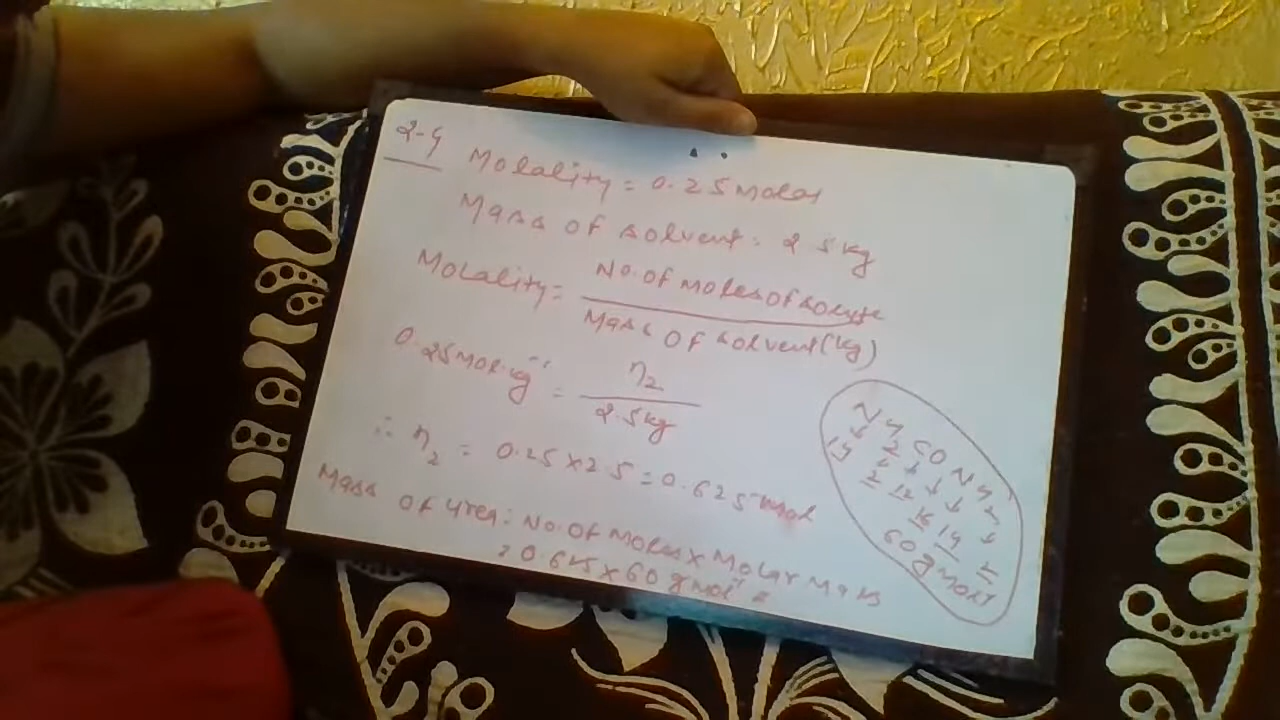 2-4
Molality = 0.25 molar
Mass of solvent = 2.5 kg
Molality = No. of moles of solute
Mass of solvent (kg)
0.25 mol kg⁻¹ = n₂
2.5 kg
∴ n₂ = 0.25 x 2.5 = 0.625 mol
Mass of urea = No. of moles x Molar mass
= 0.625 x 60 g mol⁻¹ =
NH₂CONH₂
14 2 12 16 14 2
60 g mol⁻¹